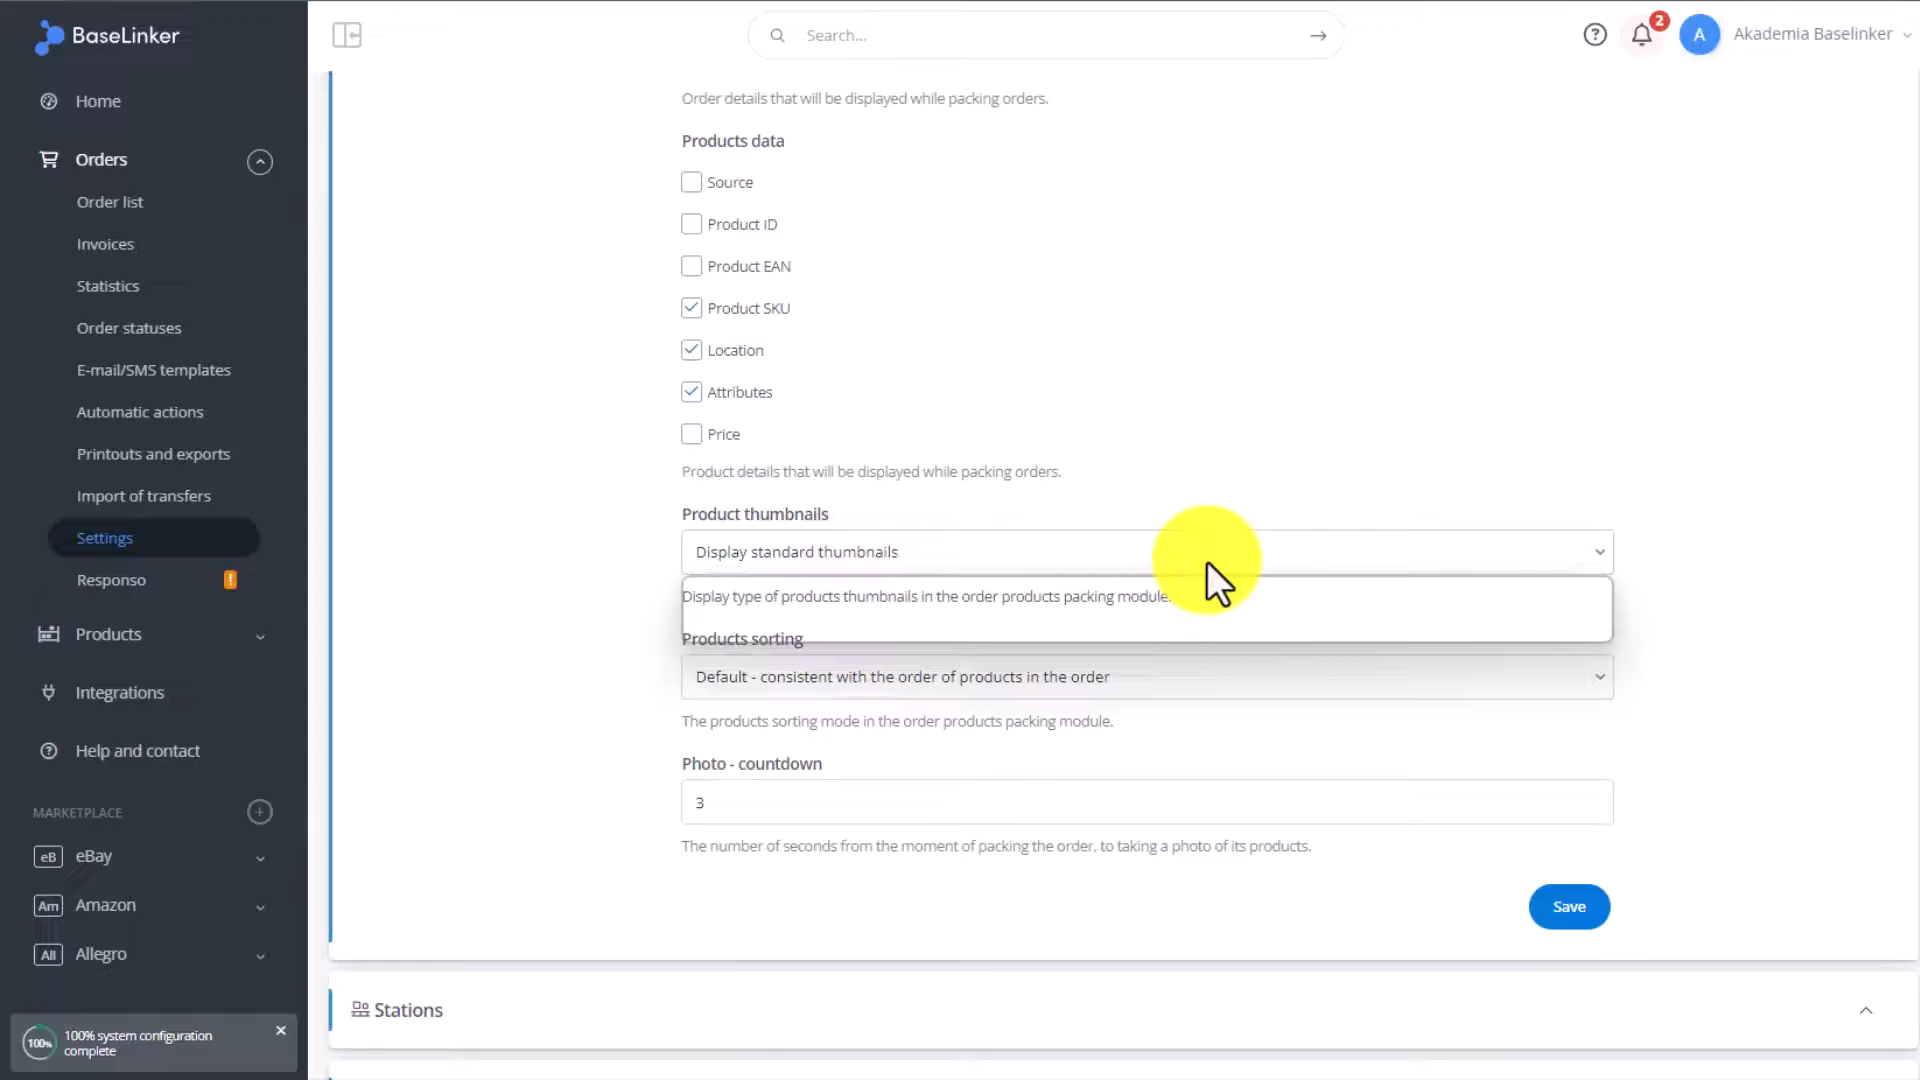 BaseLinker
Search...
2
A
Akademia Baselinker
Home
Orders
Order list
Invoices
Statistics
Order statuses
E-mail/SMS templates
Automatic actions
Printouts and exports
Import of transfers
Settings
Responso
!
Products
Integrations
Help and contact
MARKETPLACE
eB eBay
Am Amazon
All Allegro
100%
100% system configuration
complete
Order details that will be displayed while packing orders.
Products data
Source
Product ID
Product EAN
Product SKU
Location
Attributes
Price
Product details that will be displayed while packing orders.
Product thumbnails
Display standard thumbnails
Display type of products thumbnails in the order products packing module.
Products sorting
Default - consistent with the order of products in the order
The products sorting mode in the order products packing module.
Photo - countdown
3
The number of seconds from the moment of packing the order, to taking a photo of its products.
Save
Stations